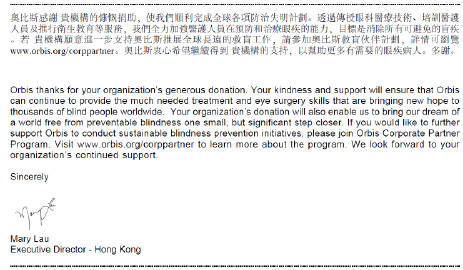 奧比斯感謝 貴機構的慷慨捐助，使我們順利完成全球各項防治失明計劃。透過傳授眼科醫療技術、培訓醫護
人員及推行衛生教育等服務，我們全力加強醫護人員在預防和治療眼疾的能力，目標是消除所有可避免的盲疾
。若 貴機構願意進一步支持奧比斯推展全球長遠的救盲工作，請參加奧比斯救盲伙伴計劃，詳情可瀏覽
www.orbis.org/corppartner。奧比斯衷心希望繼續得到 貴機構的支持，以幫助更多有需要的眼疾病人。多謝。
Orbis thanks for your organization's generous donation. Your kindness and support will ensure that Orbis
can continue to provide the much needed treatment and eye surgery skills that are bringing new hope to
thousands of blind people worldwide. Your organization's donation will also enable us to bring our dream of
a world free from preventable blindness one small, but significant step closer. If you would like to further
support Orbis to conduct sustainable blindness prevention initiatives, please join Orbis Corporate Partner
Program. Visit www.orbis.org/corppartner to learn more about the program. We look forward to your
organization's continued support.
Sincerely
Mary Lau
Mary Lau
Executive Director - Hong Kong